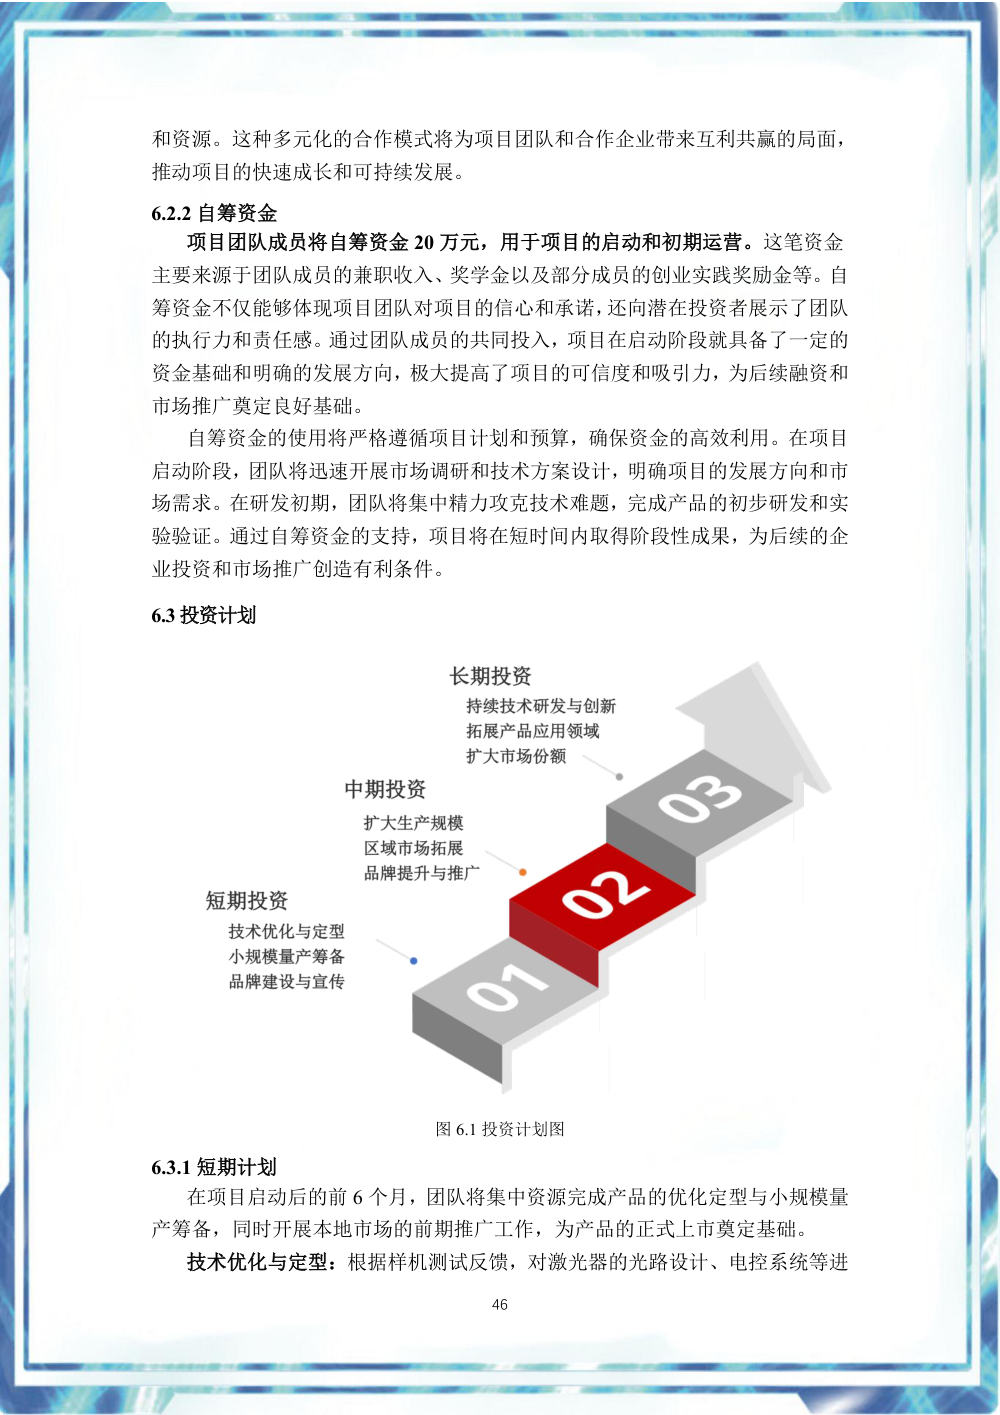 和资源。这种多元化的合作模式将为项目团队和合作企业带来互利共赢的局面，
推动项目的快速成长和可持续发展。
6.2.2 自筹资金
项目团队成员将自筹资金 20 万元，用于项目的启动和初期运营。这笔资金
主要来源于团队成员的兼职收入、奖学金以及部分成员的创业实践奖励金等。自
筹资金不仅能够体现项目团队对项目的信心和承诺，还向潜在投资者展示了团队
的执行力和责任感。通过团队成员的共同投入，项目在启动阶段就具备了一定的
资金基础和明确的发展方向，极大提高了项目的可信度和吸引力，为后续融资和
市场推广奠定良好基础。
自筹资金的使用将严格遵循项目计划和预算，确保资金的高效利用。在项目
启动阶段，团队将迅速开展市场调研和技术方案设计，明确项目的发展方向和市
场需求。在研发初期，团队将集中精力攻克技术难题，完成产品的初步研发和实
验验证。通过自筹资金的支持，项目将在短时间内取得阶段性成果，为后续的企
业投资和市场推广创造有利条件。
6.3 投资计划
长期投资
持续技术研发与创新
拓展产品应用领域
扩大市场份额
03
中期投资
扩大生产规模
区域市场拓展
品牌提升与推广
02
短期投资
技术优化与定型
小规模量产筹备
品牌建设与宣传
01
图 6.1 投资计划图
6.3.1 短期计划
在项目启动后的前 6 个月，团队将集中资源完成产品的优化定型与小规模量
产筹备，同时开展本地市场的前期推广工作，为产品的正式上市奠定基础。
技术优化与定型：根据样机测试反馈，对激光器的光路设计、电控系统等进
46